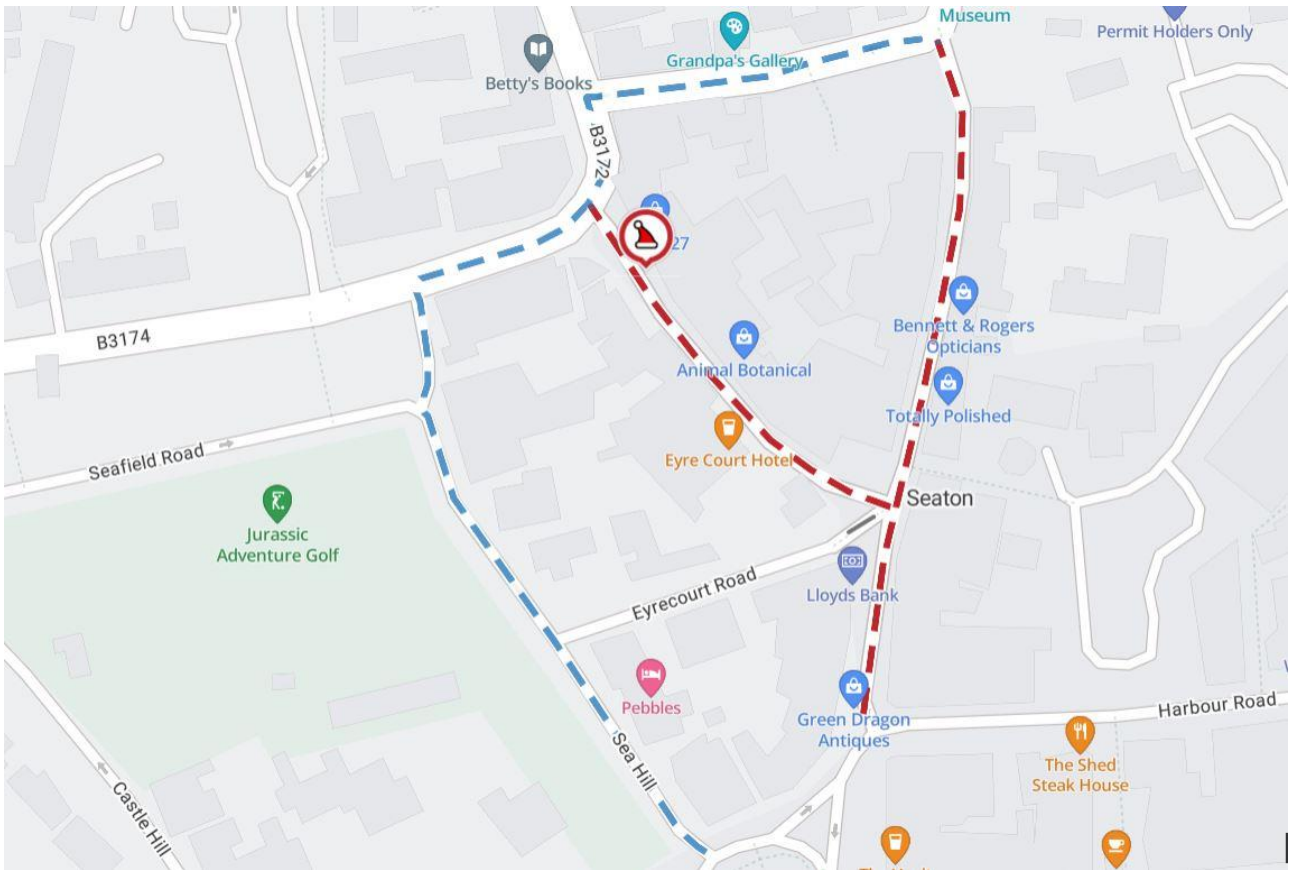 Museum
Permit Holders Only
Grandpa's Gallery
Betty's Books
B3172
27
B3174
Bennett & Rogers
Opticians
Animal Botanical
Totally Polished
Seafield Road
Eyre Court Hotel
Seaton
Jurassic
Adventure Golf
Eyrecourt Road
Lloyds Bank
Pebbles
Green Dragon
Antiques
Harbour Road
Sea Hill
The Shed
Steak House
Castle Hill